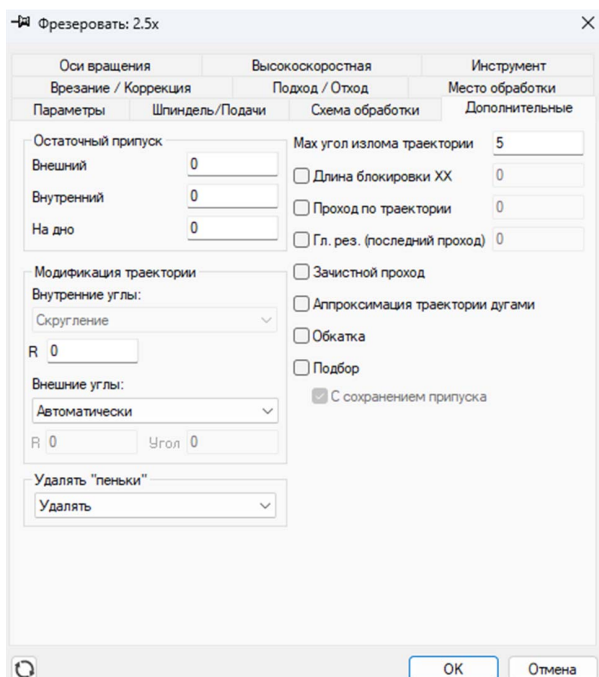 Фрезеровать: 2.5x
Оси вращения Высокоскоростная Инструмент
Врезание / Коррекция Подход / Отход Место обработки
Параметры Шпиндель/Подачи Схема обработки Дополнительные
Остаточный припуск
Внешний 0
Внутренний 0
На дно 0
Модификация траектории
Внутренние углы:
Скругление
R 0
Внешние углы:
Автоматически
R 0 Угол 0
Удалять "пеньки"
Удалять
Max угол излома траектории 5
Длина блокировки XX 0
Проход по траектории 0
Гл. рез. (последний проход) 0
Зачистной проход
Аппроксимация траектории дугами
Обкатка
Подбор
С сохранением припуска
OK Отмена